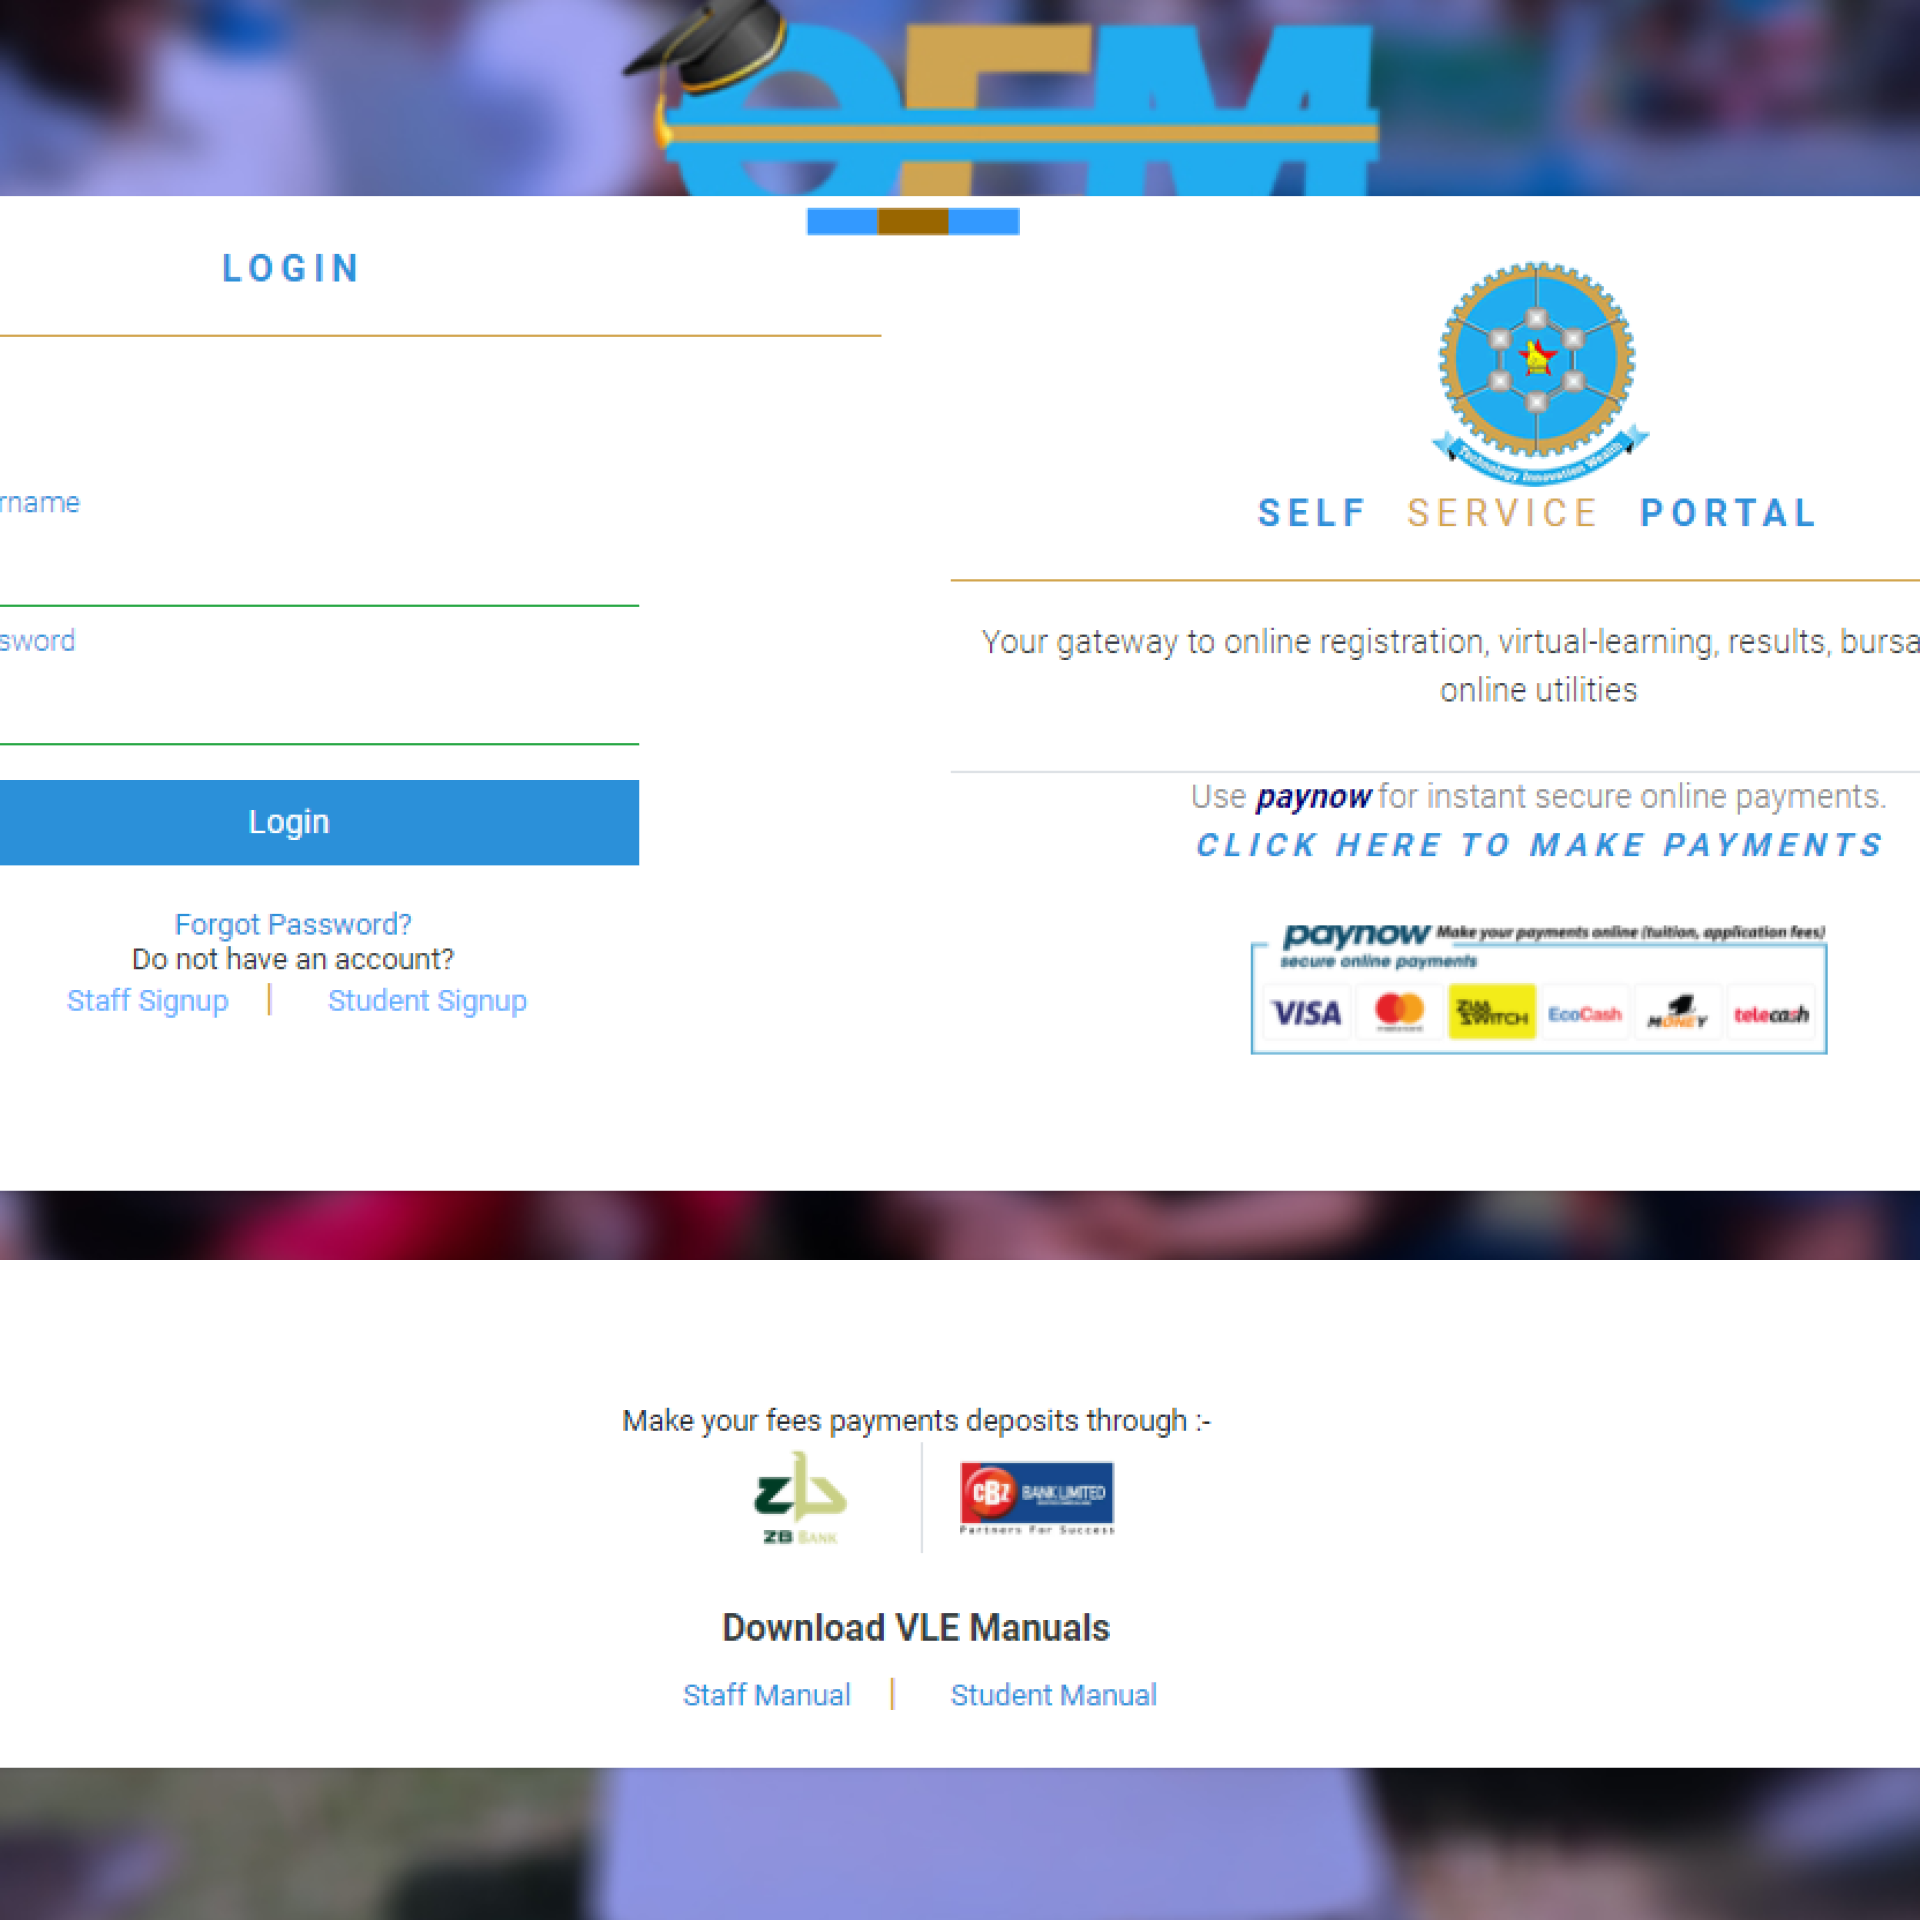 LOGIN
rname
sword
Login
Forgot Password?
Do not have an account?
Staff Signup | Student Signup
Technology Innovation Wealth
SELF SERVICE PORTAL
Your gateway to online registration, virtual-learning, results, bursa
online utilities
Use paynow for instant secure online payments.
CLICK HERE TO MAKE PAYMENTS
paynow Make your payments online (tuition, application fees)
secure online payments
VISA mastercard ZIM SWITCH EcoCash MONEY telecash
Make your fees payments deposits through :-
ZB BANK
CBZ BANK LIMITED
Partners For Success
Download VLE Manuals
Staff Manual | Student Manual